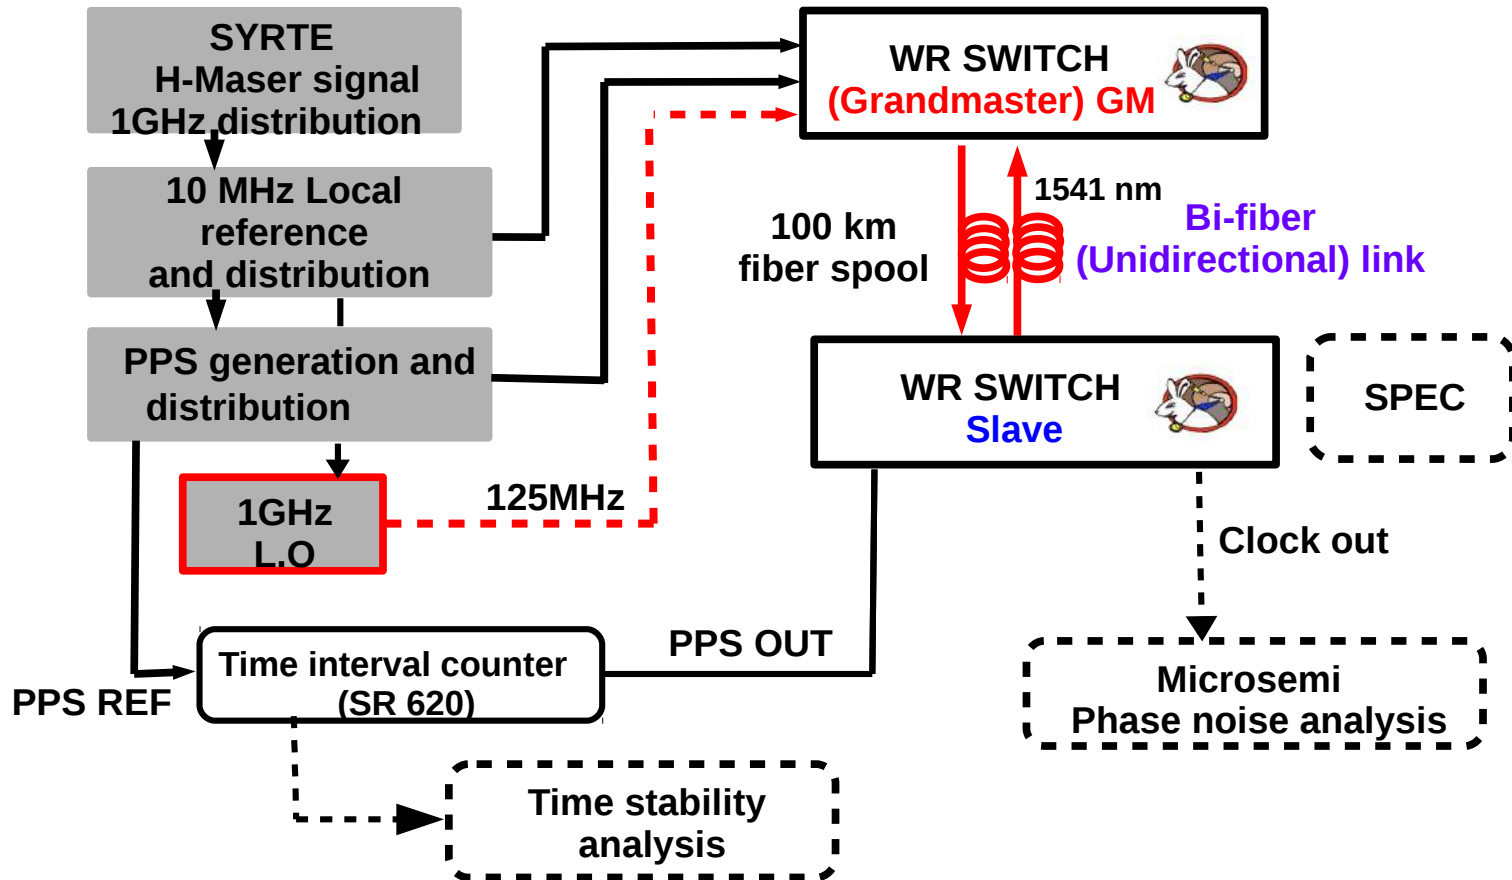 SYRTE
H-Maser signal
1GHz distribution
10 MHz Local
reference
and distribution
PPS generation and
distribution
1GHz
L.O
125MHz
WR SWITCH
(Grandmaster) GM
1541 nm
100 km
fiber spool
Bi-fiber
(Unidirectional) link
WR SWITCH
Slave
SPEC
Clock out
PPS OUT
PPS REF
Time interval counter
(SR 620)
Microsemi
Phase noise analysis
Time stability
analysis